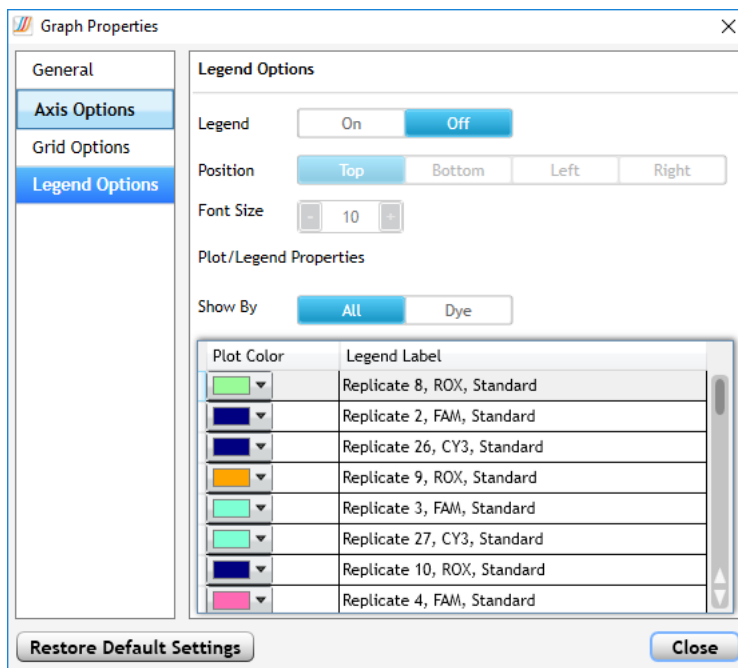 Graph Properties
General
Axis Options
Grid Options
Legend Options
Legend Options
Legend On Off
Position Top Bottom Left Right
Font Size - 10 +
Plot/Legend Properties
Show By All Dye
Plot Color Legend Label
Replicate 8, ROX, Standard
Replicate 2, FAM, Standard
Replicate 26, CY3, Standard
Replicate 9, ROX, Standard
Replicate 3, FAM, Standard
Replicate 27, CY3, Standard
Replicate 10, ROX, Standard
Replicate 4, FAM, Standard
Restore Default Settings Close